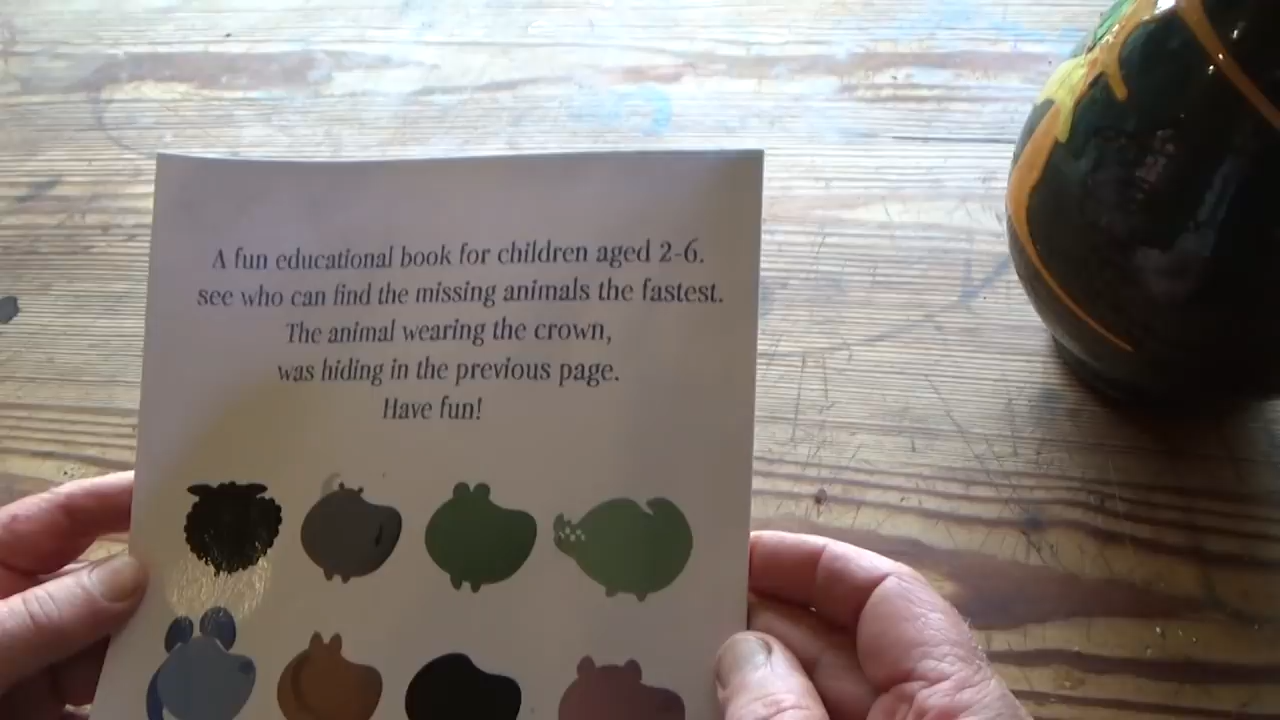 A fun educational book for children aged 2-6.
see who can find the missing animals the fastest.
The animal wearing the crown,
was hiding in the previous page.
Have fun!